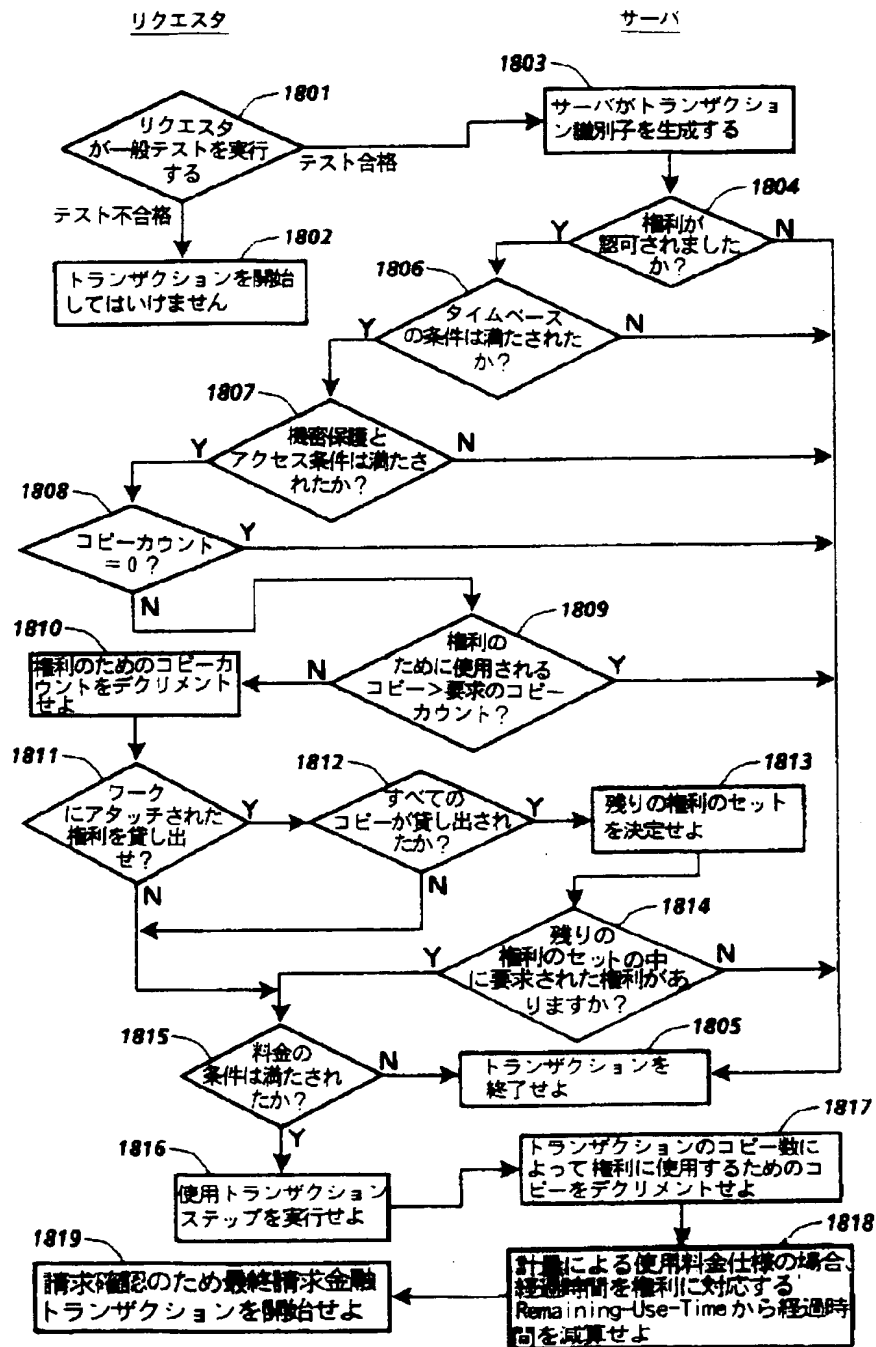 リクエスタ
サーバ
1801
リクエスタ
が一般テストを実行
する
テスト合格
テスト不合格
1802
トランザクションを開始
してはいけません
1803
サーバがトランザクショ
ン識別子を生成する
1804
権利が
認可されました
か?
Y
N
1806
タイムベース
の条件は満たされた
か?
Y
N
1807
機密保護と
アクセス条件は満たさ
れたか?
Y
N
1808
コピーカウント
=0?
Y
N
1809
権利の
ために使用される
コピー>要求のコピー
カウント?
N
Y
1810
権利のためのコピーカ
ウントをデクリメント
せよ
1811
ワーク
にアタッチされた
権利を貸し出
せ?
Y
N
1812
すべての
コピーが貸し出され
たか?
Y
N
1813
残りの権利のセット
を決定せよ
1814
残りの
権利のセットの中
に要求された権利があ
りますか?
Y
N
1815
料金の
条件は満たされ
たか?
N
Y
1805
トランザクションを
終了せよ
1816
使用トランザクション
ステップを実行せよ
1817
トランザクションのコピー数に
よって権利に使用するためのコ
ピーをデクリメントせよ
1818
計量による使用料金仕様の場合、
経過時間を権利に対応する
Remaining-Use-Timeから経過時
間を減算せよ
1819
請求確認のため最終請求金融
トランザクションを開始せよ